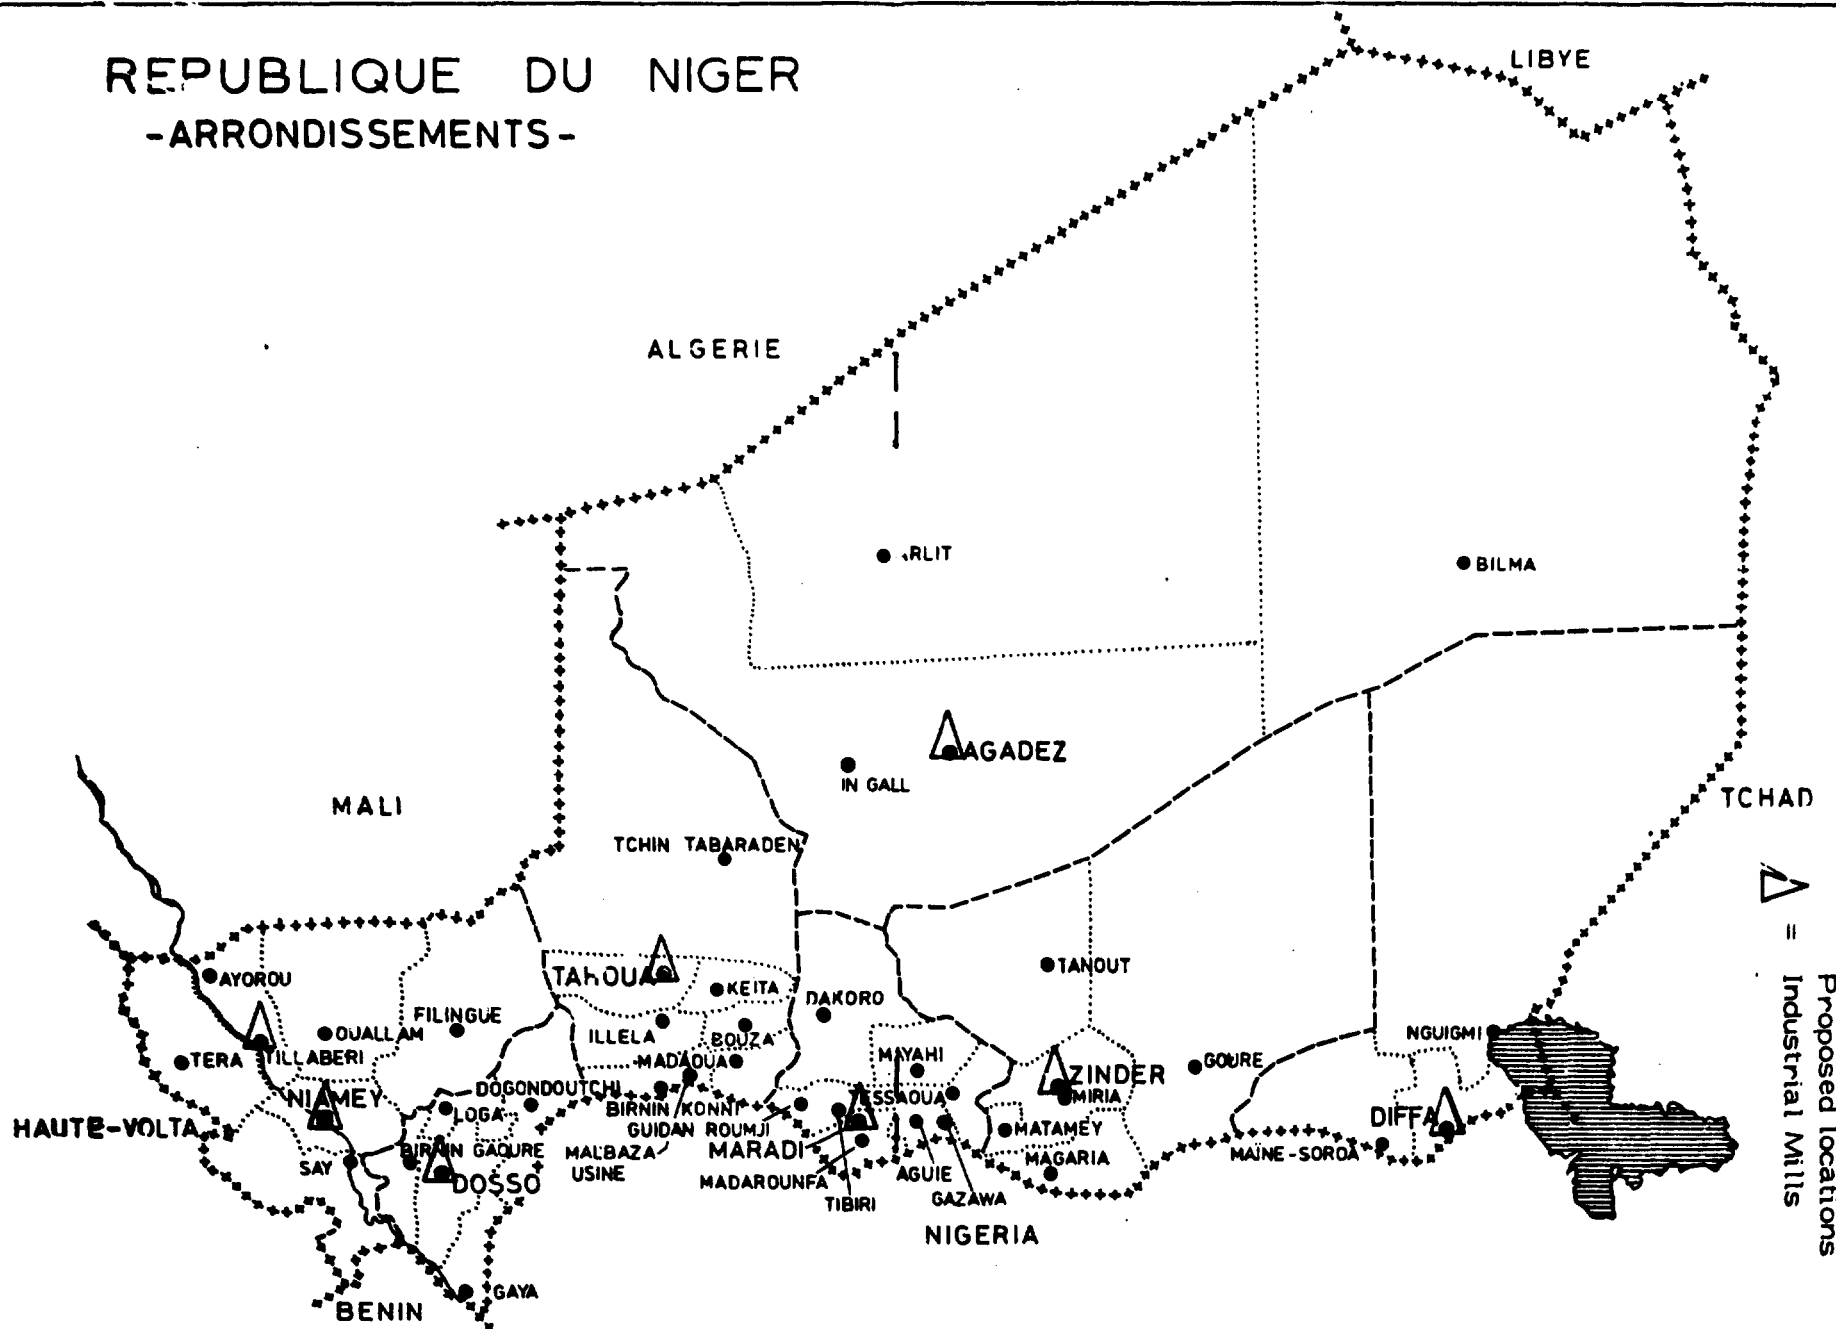 REPUBLIQUE DU NIGER
-ARRONDISSEMENTS-
LIBYE
ALGERIE
RLIT
BILMA
AGADEZ
IN GALL
MALI
TCHAD
TCHIN TABARADEN
TAHOUA
KEITA
TANOUT
AYOROU
DAKORO
FILINGUE
OUALLAM
ILLELA
BOUZA
NGUIGMI
TERA
TILLABERI
MADAOUA
MAYAHI
GOURE
ZINDER
NIAMEY
DOGONDOUTCHI
TESSAOUA
MIRIA
LOGA
BIRNIN KONNI
DIFFA
HAUTE-VOLTA
GUIDAN ROUMJI
MATAMEY
BIRNIN GAOURE
MALBAZA
USINE
MARADI
MAINE-SOROA
SAY
MAGARIA
DOSSO
MADAROUNFA
AGUIE
TIBIRI
GAZAWA
NIGERIA
GAYA
BENIN
= Proposed locations
Industrial Mills